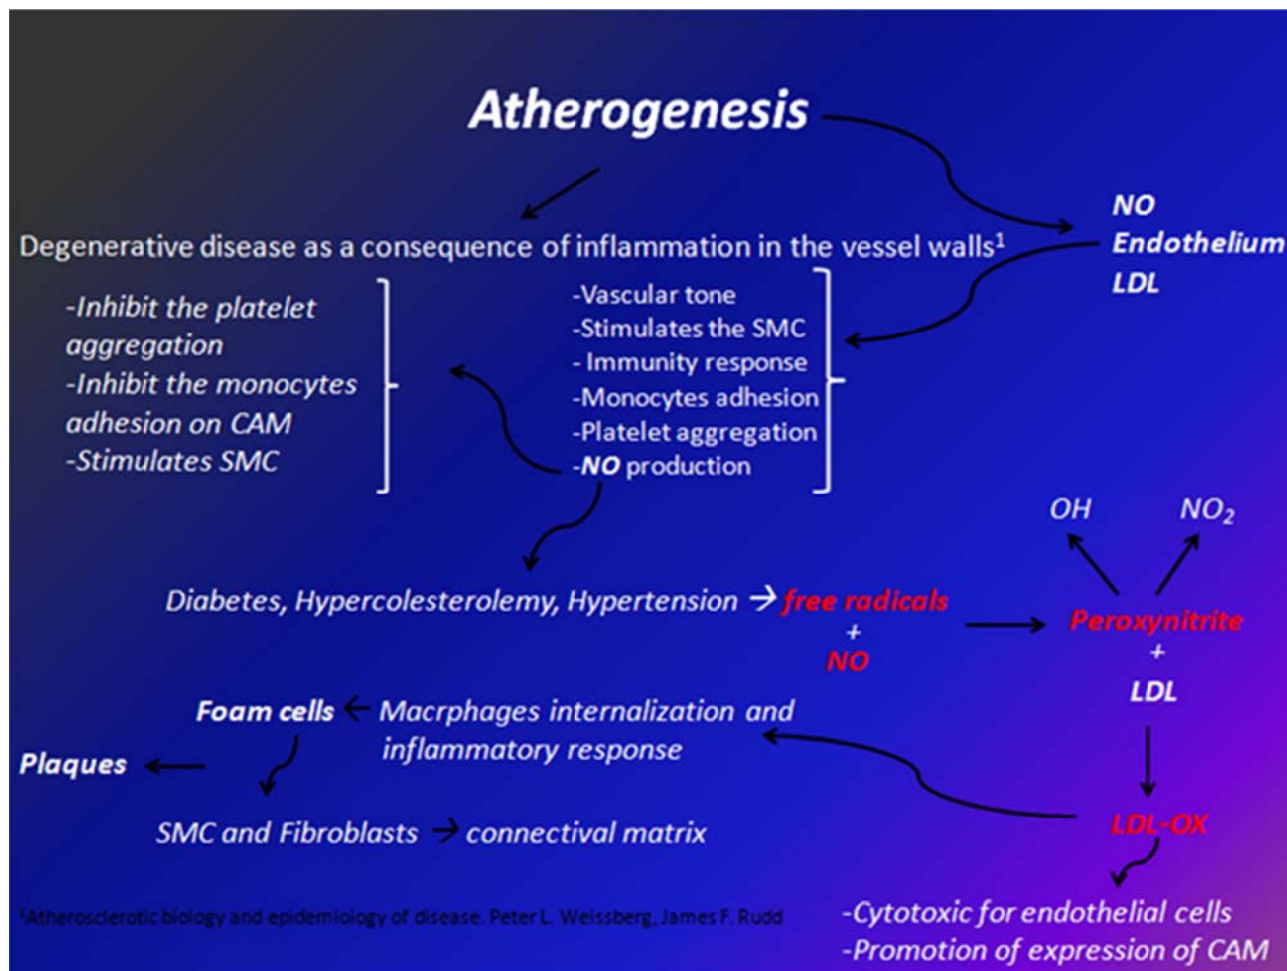 Atherogenesis
NO
Endothelium
LDL
Degenerative disease as a consequence of inflammation in the vessel walls¹
-Inhibit the platelet
aggregation
-Inhibit the monocytes
adhesion on CAM
-Stimulates SMC
-Vascular tone
-Stimulates the SMC
- Immunity response
-Monocytes adhesion
-Platelet aggregation
-NO production
OH
NO₂
Diabetes, Hypercolesterolemy, Hypertension → free radicals
+
NO
Peroxynitrite
+
LDL
Foam cells ← Macrphages internalization and
inflammatory response
Plaques
SMC and Fibroblasts → connectival matrix
LDL-OX
-Cytotoxic for endothelial cells
-Promotion of expression of CAM
¹Atherosclerotic biology and epidemiology of disease. Peter L. Weissberg, James F. Rudd